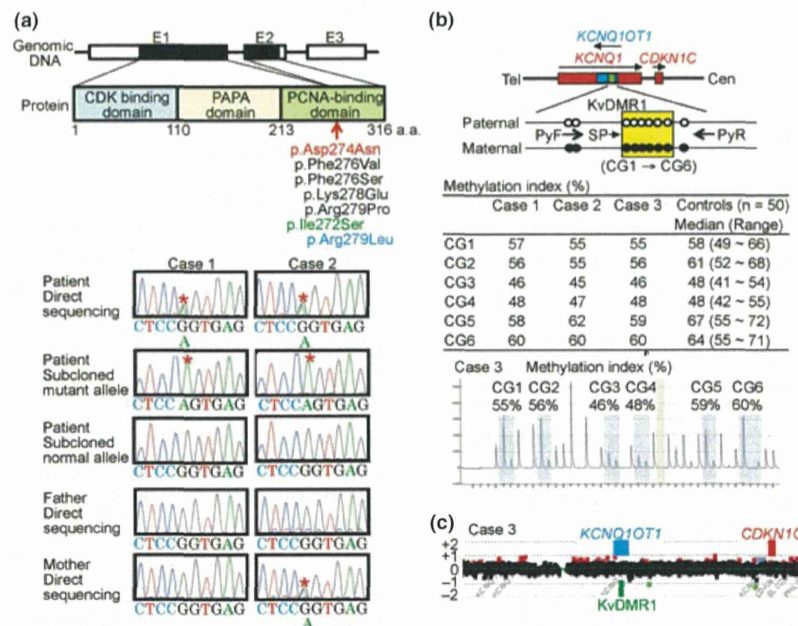 (a)
E1 E2 E3
Genomic
DNA
Protein
CDK binding
domain
PAPA
domain
PCNA-binding
domain
1 110 213 316 a.a.
p.Asp274Asn
p.Phe276Val
p.Phe276Ser
p.Lys278Glu
p.Arg279Pro
p.Ile272Ser
p.Arg279Leu
Case 1 Case 2
Patient
Direct
sequencing
* *
CTCCGGTGAG CTCCGGTGAG
A A
Patient
Subcloned
mutant allele
* *
CTCCAGTGAG CTCCAGTGAG
Patient
Subcloned
normal allele
CTCCGGTGAG CTCCGGTGAG
Father
Direct
sequencing
CTCCGGTGAG CTCCGGTGAG
Mother
Direct
sequencing
*
CTCCGGTGAG CTCCGGTGAG
A
(b)
KCNQ1OT1
KCNQ1 CDKN1C
Tel Cen
KvDMR1
Paternal
PyF SP PyR
Maternal
(CG1 → CG6)
Methylation index (%)
Case 1 Case 2 Case 3 Controls (n = 50)
Median (Range)
CG1 57 55 55 58 (49 ~ 66)
CG2 56 55 56 61 (52 ~ 68)
CG3 46 45 46 48 (41 ~ 54)
CG4 48 47 48 48 (42 ~ 55)
CG5 58 62 59 67 (55 ~ 72)
CG6 60 60 60 64 (55 ~ 71)
Case 3 Methylation index (%)
CG1 CG2 CG3 CG4 CG5 CG6
55% 56% 46% 48% 59% 60%
(c)
Case 3 KCNQ1OT1 CDKN1C
+2
+1
0
-1
-2
KvDMR1